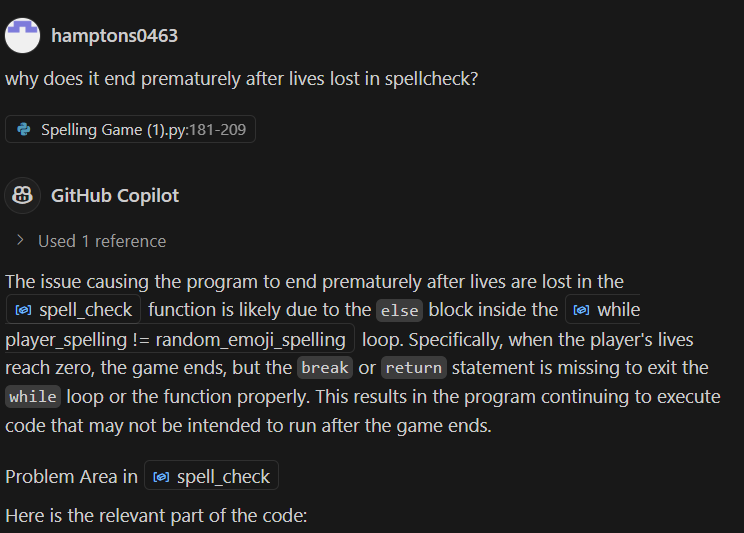 hamptons0463
why does it end prematurely after lives lost in spellcheck?
Spelling Game (1).py:181-209
GitHub Copilot
Used 1 reference
The issue causing the program to end prematurely after lives are lost in the
spell_check function is likely due to the else block inside the while
player_spelling != random_emoji_spelling loop. Specifically, when the player's lives
reach zero, the game ends, but the break or return statement is missing to exit the
while loop or the function properly. This results in the program continuing to execute
code that may not be intended to run after the game ends.
Problem Area in spell_check
Here is the relevant part of the code: